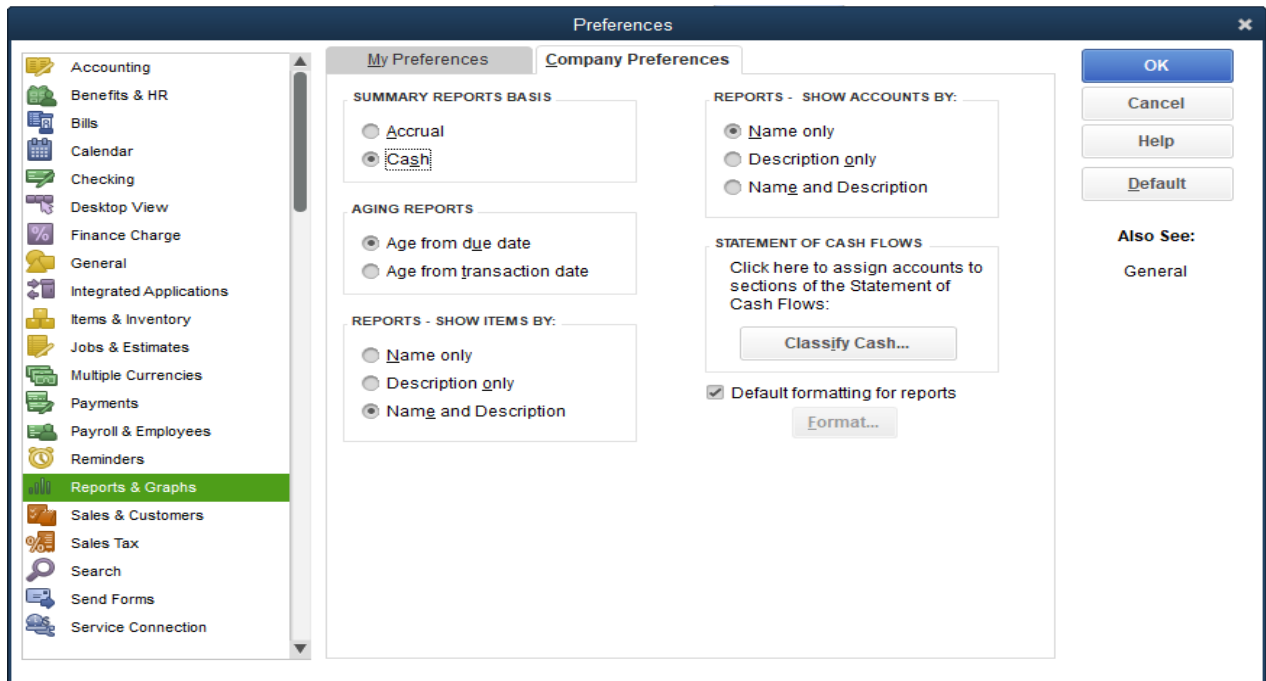 Preferences
Accounting
Benefits & HR
Bills
Calendar
Checking
Desktop View
Finance Charge
General
Integrated Applications
Items & Inventory
Jobs & Estimates
Multiple Currencies
Payments
Payroll & Employees
Reminders
Reports & Graphs
Sales & Customers
Sales Tax
Search
Send Forms
Service Connection
My Preferences
Company Preferences
SUMMARY REPORTS BASIS
Accrual
Cash
AGING REPORTS
Age from due date
Age from transaction date
REPORTS - SHOW ITEMS BY:
Name only
Description only
Name and Description
REPORTS - SHOW ACCOUNTS BY:
Name only
Description only
Name and Description
STATEMENT OF CASH FLOWS
Click here to assign accounts to
sections of the Statement of
Cash Flows:
Classify Cash...
Default formatting for reports
Format...
OK
Cancel
Help
Default
Also See:
General